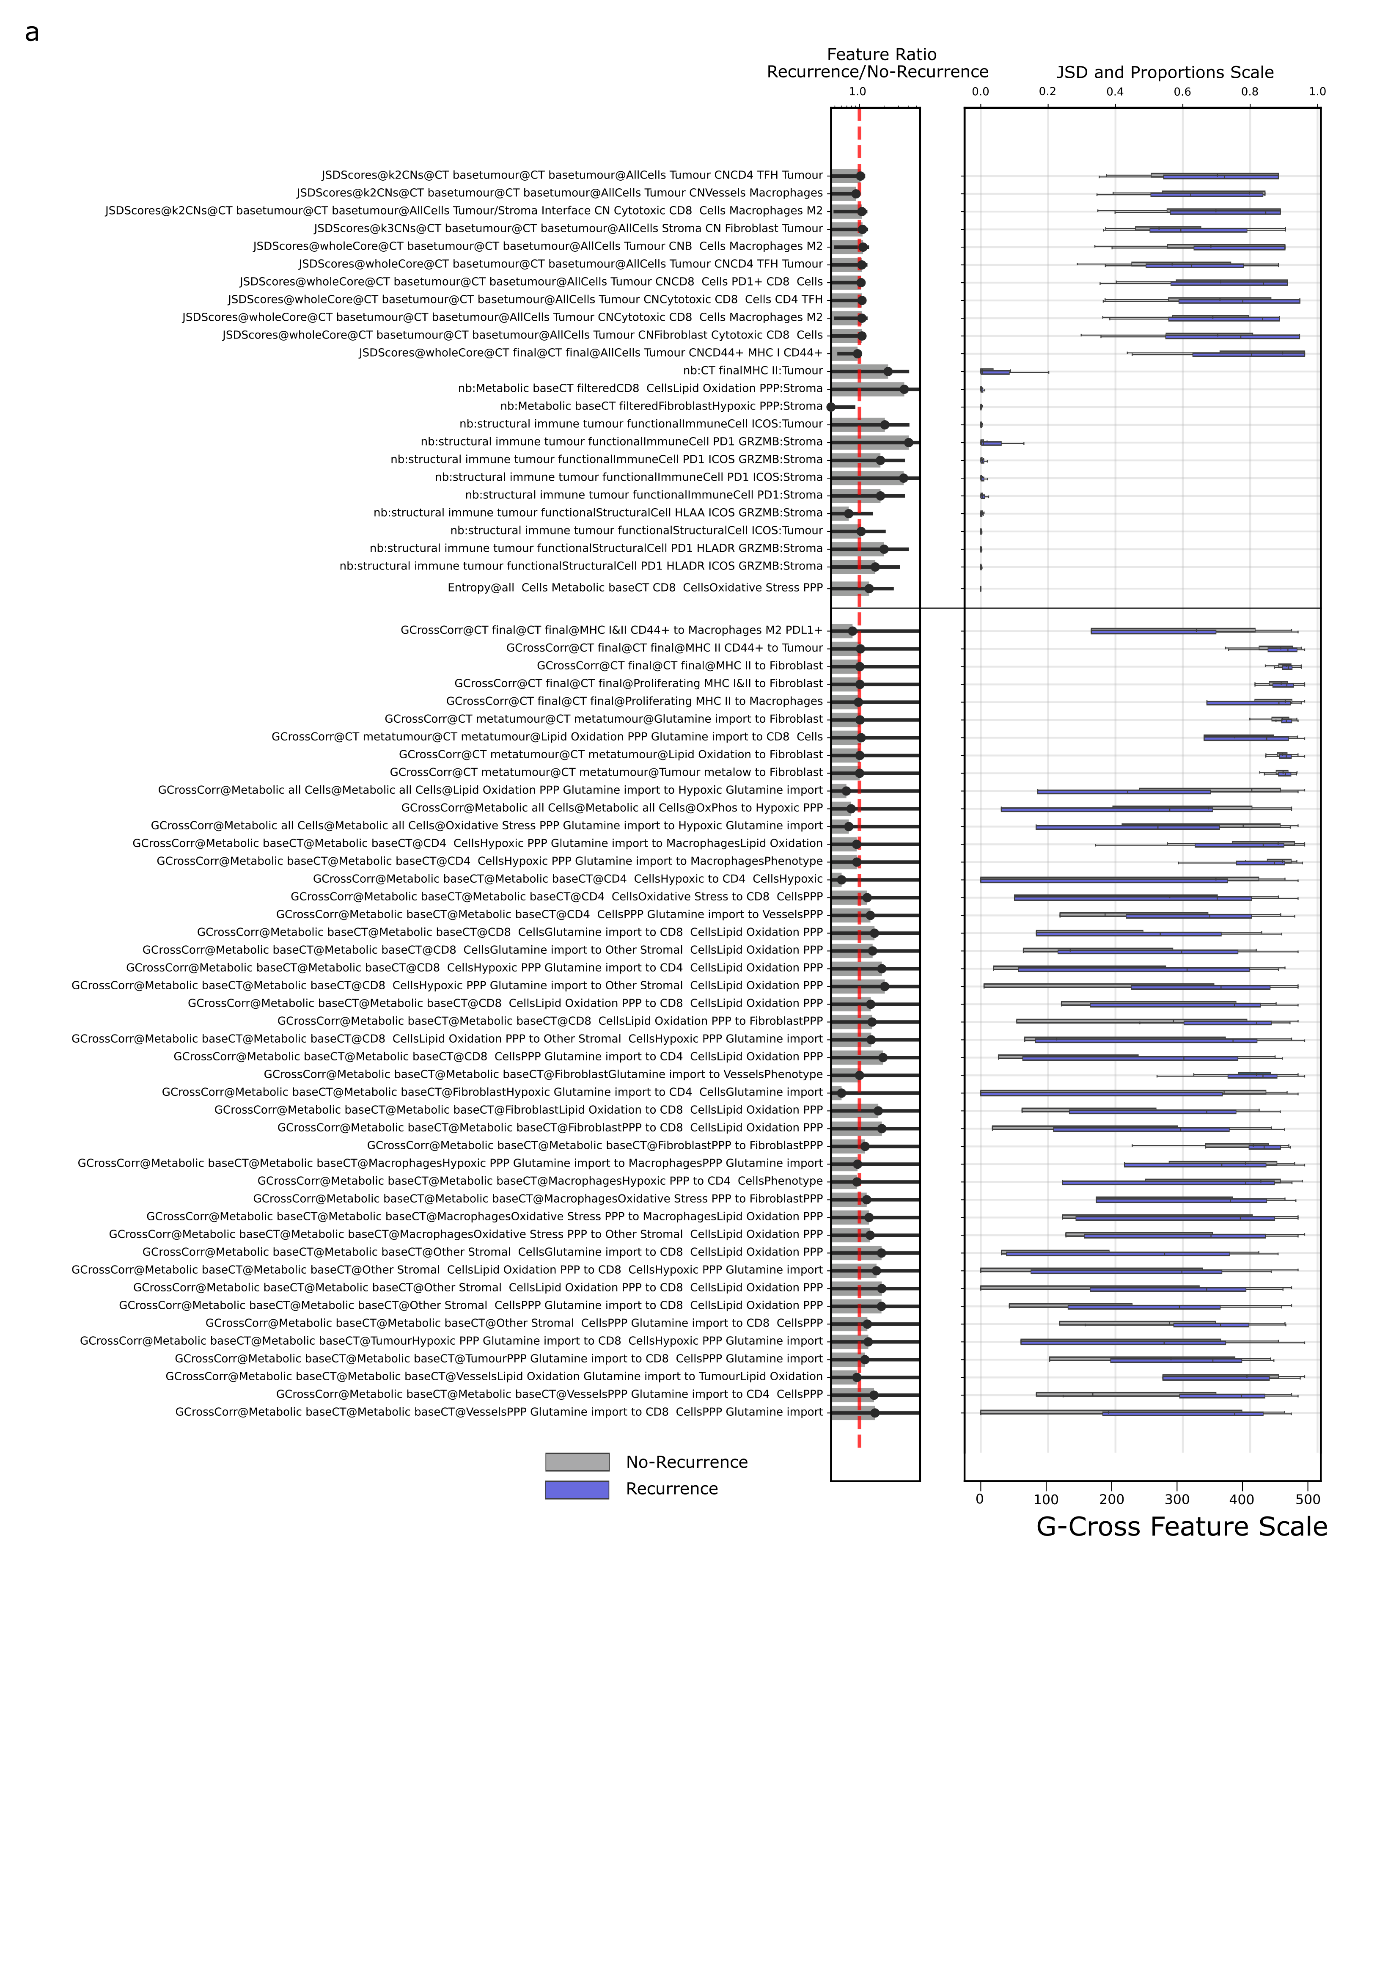 a
Feature Ratio
Recurrence/No-Recurrence
JSD and Proportions Scale
1.0
0.0 0.2 0.4 0.6 0.8 1.0
JSDScores@k2CNs@CT basetumour@CT basetumour@AllCells Tumour CNCD4 TFH Tumour
JSDScores@k2CNs@CT basetumour@CT basetumour@AllCells Tumour CNVessels Macrophages
JSDScores@k2CNs@CT basetumour@CT basetumour@AllCells Tumour/Stroma Interface CN Cytotoxic CD8 Cells Macrophages M2
JSDScores@k3CNs@CT basetumour@CT basetumour@AllCells Stroma CN Fibroblast Tumour
JSDScores@wholeCore@CT basetumour@CT basetumour@AllCells Tumour CNB Cells Macrophages M2
JSDScores@wholeCore@CT basetumour@CT basetumour@AllCells Tumour CNCD4 TFH Tumour
JSDScores@wholeCore@CT basetumour@CT basetumour@AllCells Tumour CNCD8 Cells PD1+ CD8 Cells
JSDScores@wholeCore@CT basetumour@CT basetumour@AllCells Tumour CNCytotoxic CD8 Cells CD4 TFH
JSDScores@wholeCore@CT basetumour@CT basetumour@AllCells Tumour CNCytotoxic CD8 Cells Macrophages M2
JSDScores@wholeCore@CT basetumour@CT basetumour@AllCells Tumour CNFibroblast Cytotoxic CD8 Cells
JSDScores@wholeCore@CT final@CT final@AllCells Tumour CNCD44+ MHC I CD44+
nb:CT finalMHC II:Tumour
nb:Metabolic baseCT filteredCD8 CellsLipid Oxidation PPP:Stroma
nb:Metabolic baseCT filteredFibroblastHypoxic PPP:Stroma
nb:structural immune tumour functionalImmuneCell ICOS:Tumour
nb:structural immune tumour functionalImmuneCell PD1 GRZMB:Stroma
nb:structural immune tumour functionalImmuneCell PD1 ICOS GRZMB:Stroma
nb:structural immune tumour functionalImmuneCell PD1 ICOS:Stroma
nb:structural immune tumour functionalImmuneCell PD1:Stroma
nb:structural immune tumour functionalStructuralCell HLAA ICOS GRZMB:Stroma
nb:structural immune tumour functionalStructuralCell ICOS:Tumour
nb:structural immune tumour functionalStructuralCell PD1 HLADR GRZMB:Stroma
nb:structural immune tumour functionalStructuralCell PD1 HLADR ICOS GRZMB:Stroma
Entropy@all Cells Metabolic baseCT CD8 CellsOxidative Stress PPP
GCrossCorr@CT final@CT final@MHC I&II CD44+ to Macrophages M2 PDL1+
GCrossCorr@CT final@CT final@MHC II CD44+ to Tumour
GCrossCorr@CT final@CT final@MHC II to Fibroblast
GCrossCorr@CT final@CT final@Proliferating MHC I&II to Fibroblast
GCrossCorr@CT final@CT final@Proliferating MHC II to Macrophages
GCrossCorr@CT metatumour@CT metatumour@Glutamine import to Fibroblast
GCrossCorr@CT metatumour@CT metatumour@Lipid Oxidation PPP Glutamine import to CD8 Cells
GCrossCorr@CT metatumour@CT metatumour@Lipid Oxidation to Fibroblast
GCrossCorr@CT metatumour@CT metatumour@Tumour metalow to Fibroblast
GCrossCorr@Metabolic all Cells@Metabolic all Cells@Lipid Oxidation PPP Glutamine import to Hypoxic Glutamine import
GCrossCorr@Metabolic all Cells@Metabolic all Cells@OxPhos to Hypoxic PPP
GCrossCorr@Metabolic all Cells@Metabolic all Cells@Oxidative Stress PPP Glutamine import to Hypoxic Glutamine import
GCrossCorr@Metabolic baseCT@Metabolic baseCT@CD4 CellsHypoxic PPP Glutamine import to MacrophagesLipid Oxidation
GCrossCorr@Metabolic baseCT@Metabolic baseCT@CD4 CellsHypoxic PPP Glutamine import to MacrophagesPhenotype
GCrossCorr@Metabolic baseCT@Metabolic baseCT@CD4 CellsHypoxic to CD4 CellsHypoxic
GCrossCorr@Metabolic baseCT@Metabolic baseCT@CD4 CellsOxidative Stress to CD8 CellsPPP
GCrossCorr@Metabolic baseCT@Metabolic baseCT@CD4 CellsPPP Glutamine import to VesselsPPP
GCrossCorr@Metabolic baseCT@Metabolic baseCT@CD8 CellsGlutamine import to CD8 CellsLipid Oxidation PPP
GCrossCorr@Metabolic baseCT@Metabolic baseCT@CD8 CellsGlutamine import to Other Stromal CellsLipid Oxidation PPP
GCrossCorr@Metabolic baseCT@Metabolic baseCT@CD8 CellsHypoxic PPP Glutamine import to CD4 CellsLipid Oxidation PPP
GCrossCorr@Metabolic baseCT@Metabolic baseCT@CD8 CellsHypoxic PPP Glutamine import to Other Stromal CellsLipid Oxidation PPP
GCrossCorr@Metabolic baseCT@Metabolic baseCT@CD8 CellsLipid Oxidation PPP to CD8 CellsLipid Oxidation PPP
GCrossCorr@Metabolic baseCT@Metabolic baseCT@CD8 CellsLipid Oxidation PPP to FibroblastPPP
GCrossCorr@Metabolic baseCT@Metabolic baseCT@CD8 CellsLipid Oxidation PPP to Other Stromal CellsHypoxic PPP Glutamine import
GCrossCorr@Metabolic baseCT@Metabolic baseCT@CD8 CellsPPP Glutamine import to CD4 CellsLipid Oxidation PPP
GCrossCorr@Metabolic baseCT@Metabolic baseCT@FibroblastGlutamine import to VesselsPhenotype
GCrossCorr@Metabolic baseCT@Metabolic baseCT@FibroblastHypoxic Glutamine import to CD4 CellsGlutamine import
GCrossCorr@Metabolic baseCT@Metabolic baseCT@FibroblastLipid Oxidation to CD8 CellsLipid Oxidation PPP
GCrossCorr@Metabolic baseCT@Metabolic baseCT@FibroblastPPP to CD8 CellsLipid Oxidation PPP
GCrossCorr@Metabolic baseCT@Metabolic baseCT@FibroblastPPP to FibroblastPPP
GCrossCorr@Metabolic baseCT@Metabolic baseCT@MacrophagesHypoxic PPP Glutamine import to MacrophagesPPP Glutamine import
GCrossCorr@Metabolic baseCT@Metabolic baseCT@MacrophagesHypoxic PPP to CD4 CellsPhenotype
GCrossCorr@Metabolic baseCT@Metabolic baseCT@MacrophagesOxidative Stress PPP to FibroblastPPP
GCrossCorr@Metabolic baseCT@Metabolic baseCT@MacrophagesOxidative Stress PPP to MacrophagesLipid Oxidation PPP
GCrossCorr@Metabolic baseCT@Metabolic baseCT@MacrophagesOxidative Stress PPP to Other Stromal CellsLipid Oxidation PPP
GCrossCorr@Metabolic baseCT@Metabolic baseCT@Other Stromal CellsGlutamine import to CD8 CellsLipid Oxidation PPP
GCrossCorr@Metabolic baseCT@Metabolic baseCT@Other Stromal CellsLipid Oxidation PPP to CD8 CellsHypoxic PPP Glutamine import
GCrossCorr@Metabolic baseCT@Metabolic baseCT@Other Stromal CellsLipid Oxidation PPP to CD8 CellsLipid Oxidation PPP
GCrossCorr@Metabolic baseCT@Metabolic baseCT@Other Stromal CellsPPP Glutamine import to CD8 CellsLipid Oxidation PPP
GCrossCorr@Metabolic baseCT@Metabolic baseCT@Other Stromal CellsPPP Glutamine import to CD8 CellsPPP
GCrossCorr@Metabolic baseCT@Metabolic baseCT@TumourHypoxic PPP Glutamine import to CD8 CellsHypoxic PPP Glutamine import
GCrossCorr@Metabolic baseCT@Metabolic baseCT@TumourPPP Glutamine import to CD8 CellsPPP Glutamine import
GCrossCorr@Metabolic baseCT@Metabolic baseCT@VesselsLipid Oxidation Glutamine import to TumourLipid Oxidation
GCrossCorr@Metabolic baseCT@Metabolic baseCT@VesselsPPP Glutamine import to CD4 CellsPPP
GCrossCorr@Metabolic baseCT@Metabolic baseCT@VesselsPPP Glutamine import to CD8 CellsPPP Glutamine import
No-Recurrence
Recurrence
0 100 200 300 400 500
G-Cross Feature Scale